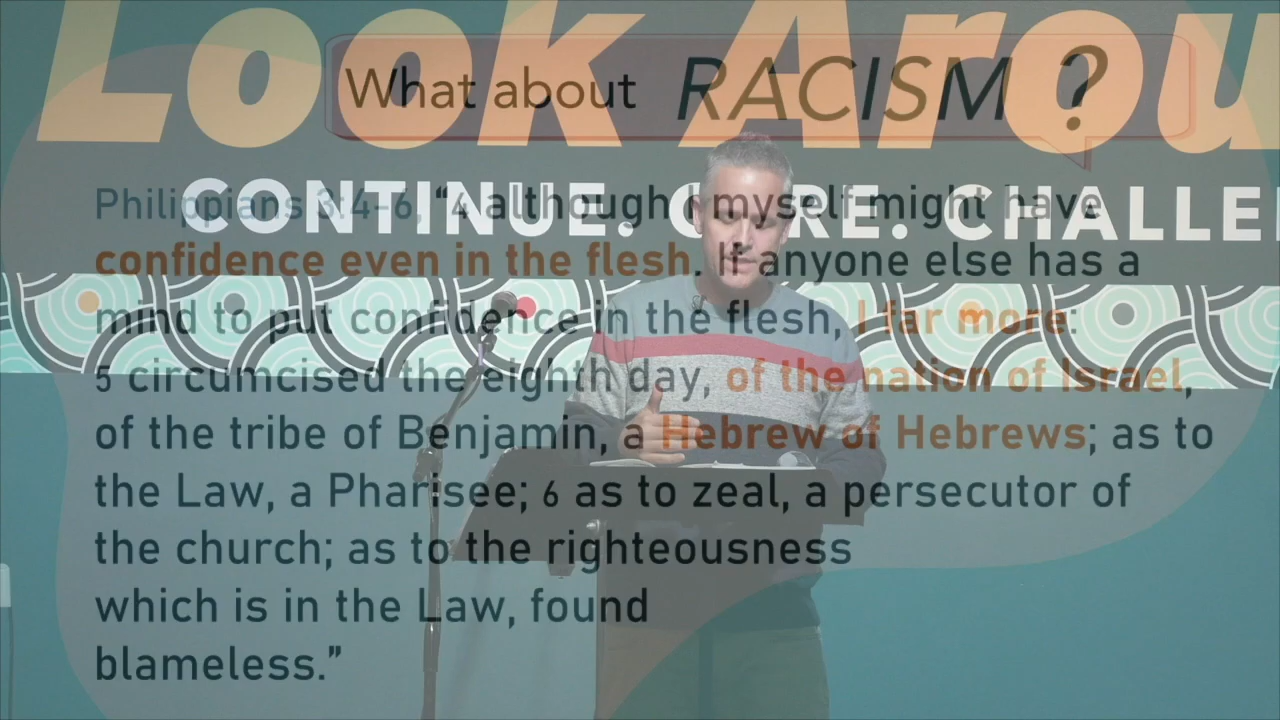 Look Arou
What about RACISM ?
CONTINUE. CARE. CHALLE
Philippians 3:4-6, “4 although I myself might have
confidence even in the flesh. If anyone else has a
mind to put confidence in the flesh, I far more:
5 circumcised the eighth day, of the nation of Israel,
of the tribe of Benjamin, a Hebrew of Hebrews; as to
the Law, a Pharisee; 6 as to zeal, a persecutor of
the church; as to the righteousness
which is in the Law, found
blameless.”